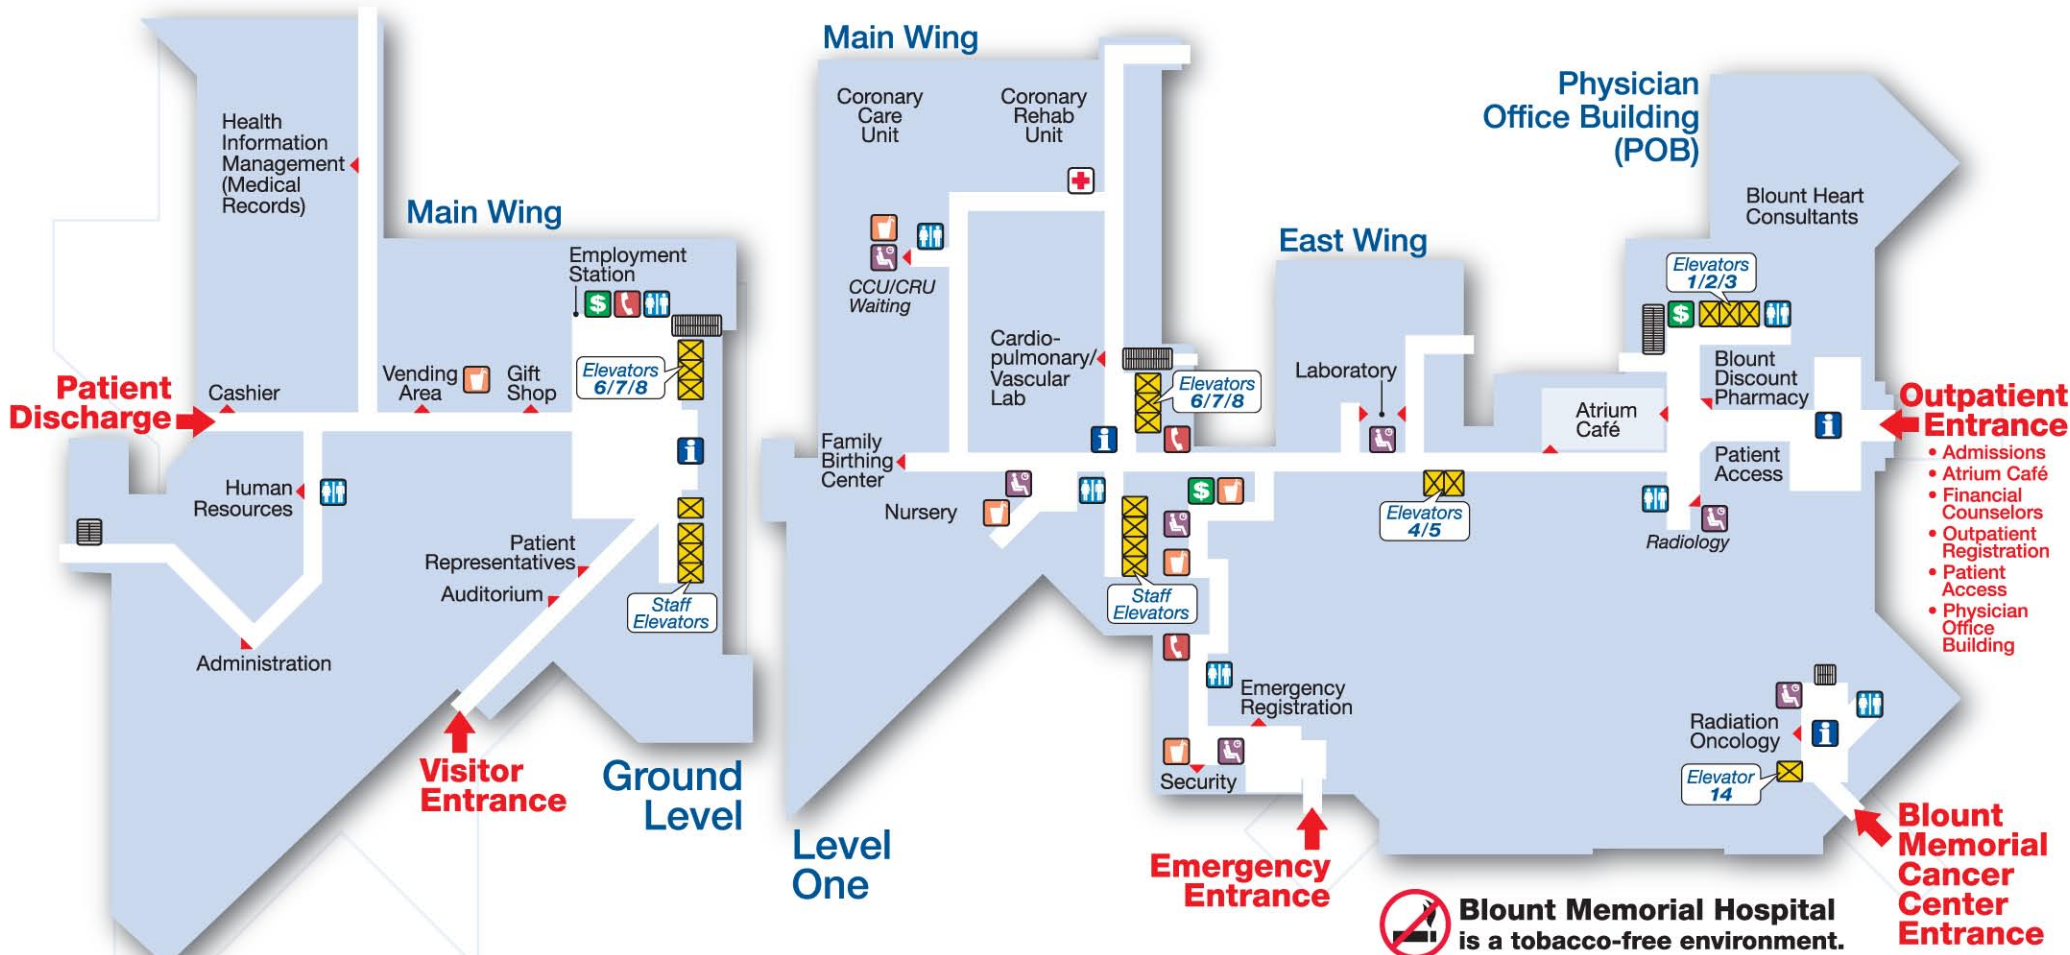 Health
Information
Management
(Medical
Records)
Main Wing
Employment
Station
$
Elevators
6/7/8
Patient
Discharge
Cashier
Vending
Area
Gift
Shop
i
Human
Resources
Patient
Representatives
Auditorium
Staff
Elevators
Administration
Visitor
Entrance
Ground
Level
Main Wing
Coronary
Care
Unit
Coronary
Rehab
Unit
CCU/CRU
Waiting
Cardio-
pulmonary/
Vascular
Lab
Elevators
6/7/8
i
Family
Birthing
Center
Nursery
$
Staff
Elevators
Emergency
Registration
Security
Level
One
Emergency
Entrance
East Wing
Laboratory
Elevators
4/5
Physician
Office Building
(POB)
Blount Heart
Consultants
Elevators
1/2/3
$
Blount
Discount
Pharmacy
Atrium
Café
i
Patient
Access
Radiology
Outpatient
Entrance
• Admissions
• Atrium Café
• Financial
Counselors
• Outpatient
Registration
• Patient
Access
• Physician
Office
Building
Radiation
Oncology
i
Elevator
14
Blount
Memorial
Cancer
Center
Entrance
Blount Memorial Hospital
is a tobacco-free environment.